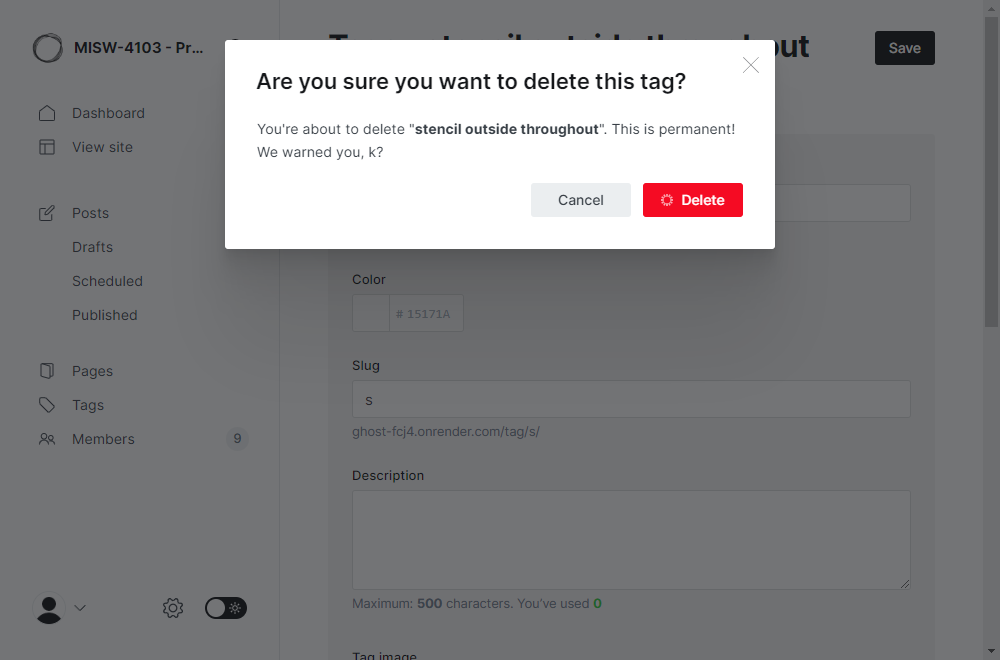 MISW-4103 - Pr...
Save
Are you sure you want to delete this tag?
You're about to delete "stencil outside throughout". This is permanent!
We warned you, k?
Cancel
Delete
Dashboard
View site
Posts
Drafts
Scheduled
Published
Pages
Tags
Members
9
Color
# 15171A
Slug
s
ghost-fcj4.onrender.com/tag/s/
Description
Maximum: 500 characters. You've used 0
Tag image